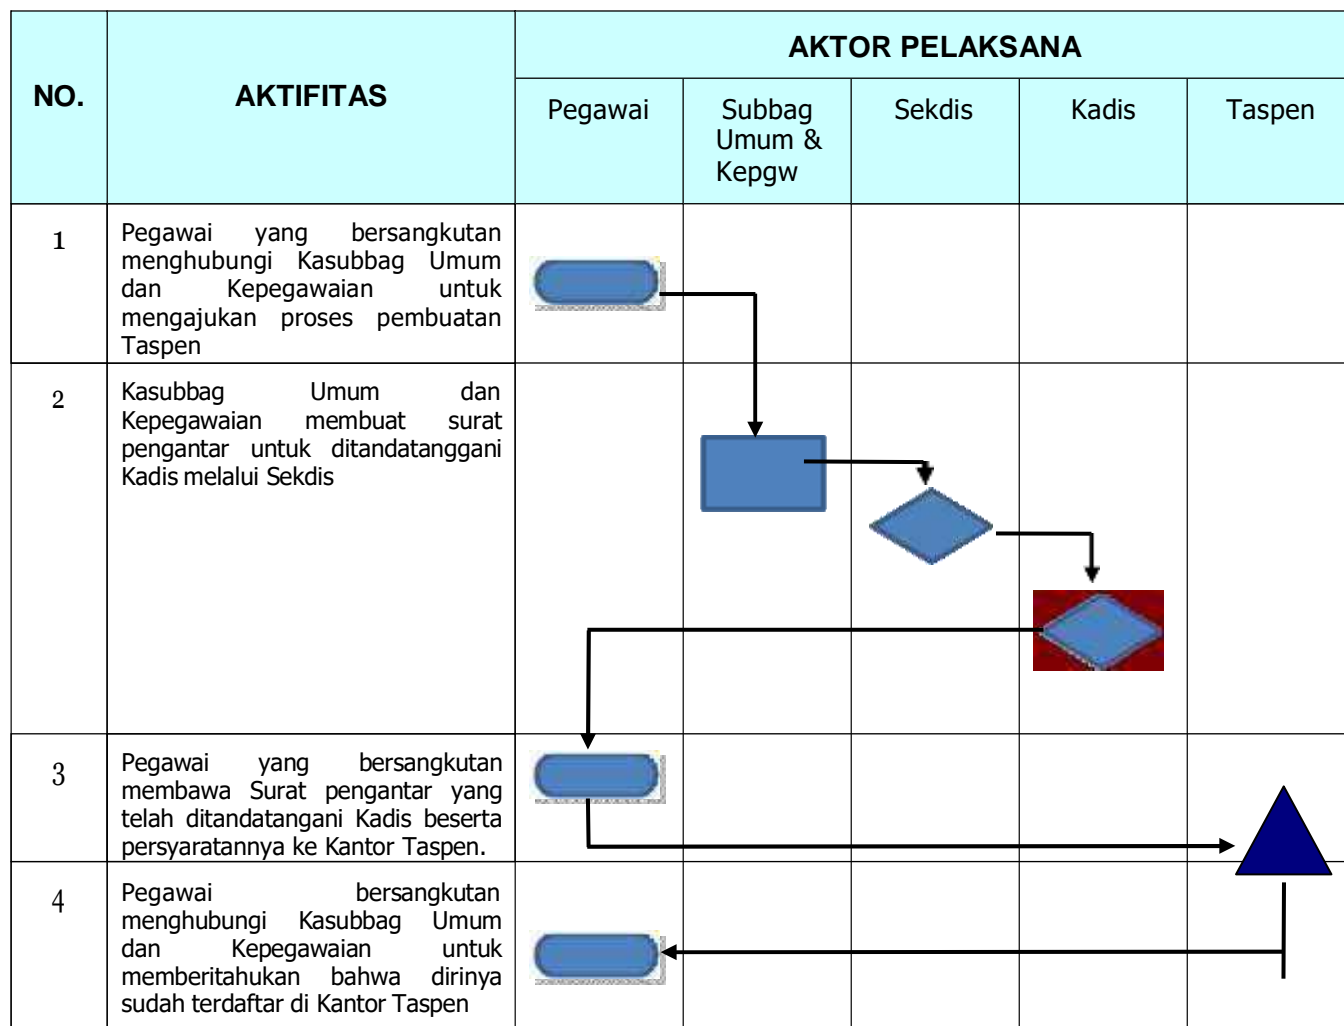 NO.
AKTIFITAS
AKTOR PELAKSANA
Pegawai
Subbag
Umum &
Kepgw
Sekdis
Kadis
Taspen
1
Pegawai yang bersangkutan
menghubungi Kasubbag Umum
dan Kepegawaian untuk
mengajukan proses pembuatan
Taspen
2
Kasubbag Umum dan
Kepegawaian membuat surat
pengantar untuk ditandatanggani
Kadis melalui Sekdis
3
Pegawai yang bersangkutan
membawa Surat pengantar yang
telah ditandatangani Kadis beserta
persyaratannya ke Kantor Taspen.
4
Pegawai bersangkutan
menghubungi Kasubbag Umum
dan Kepegawaian untuk
memberitahukan bahwa dirinya
sudah terdaftar di Kantor Taspen